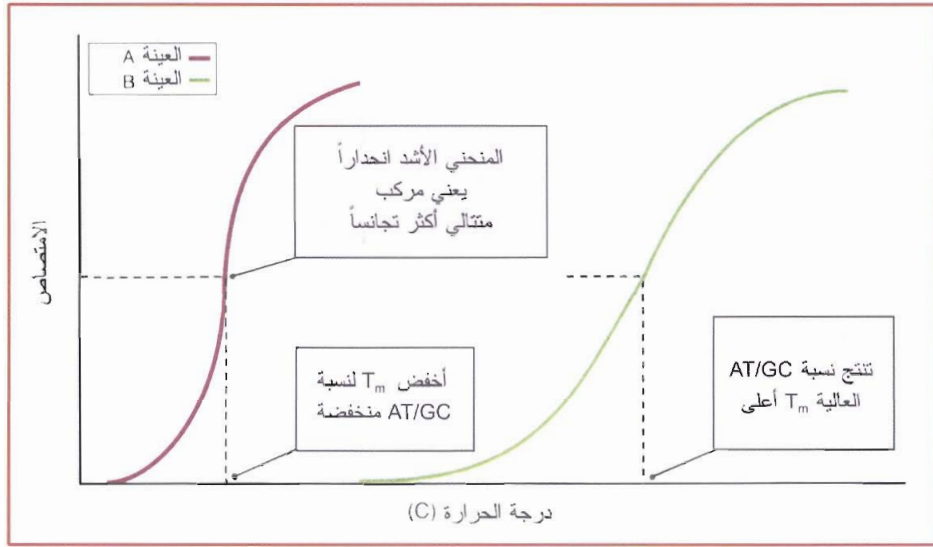 العينة A
العينة B
المنحني الأشد انحداراً
يعني مركب
متتالي أكثر تجانساً
الامتصاص
أخفض Tm لنسبة
AT/GC منخفضة
تنتج نسبة AT/GC
العالية Tm أعلى
درجة الحرارة (C)